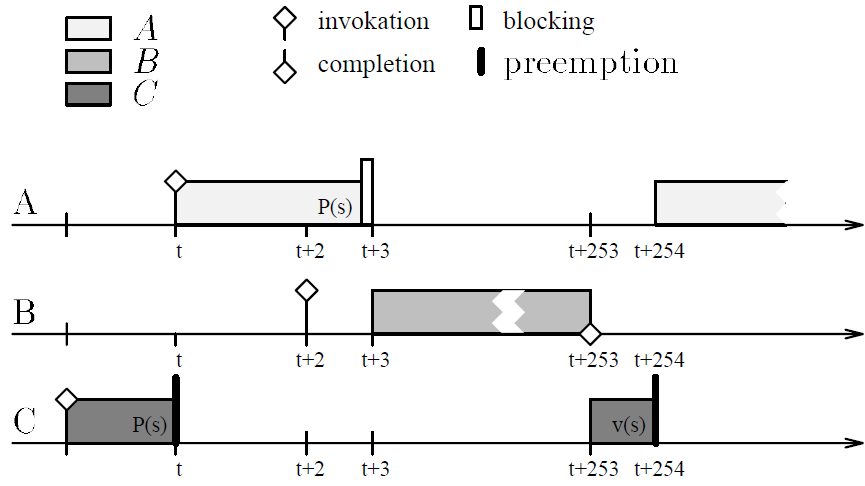 A invokation blocking
B completion preemption
C
A P(s)
t t+2 t+3 t+253 t+254
B
t t+2 t+3 t+253 t+254
C P(s) v(s)
t t+2 t+3 t+253 t+254